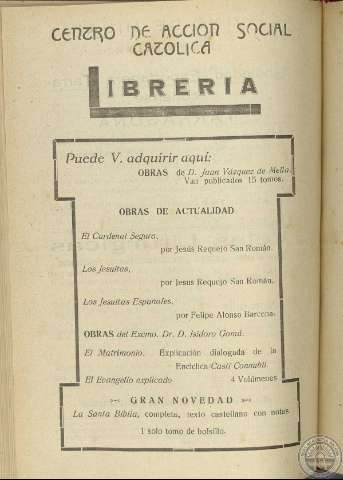 CENTRO DE ACCION SOCIAL
CATOLICA
LIBRERIA
Puede V. adquirir aquí:
OBRAS de D. Juan Vázquez de Mella.
Van publicados 15 tomos.
OBRAS DE ACTUALIDAD
El Cardenal Segura,
por Jesús Requejo San Román.
Los Jesuitas,
por Jesús Requejo San Román.
Los Jesuitas Españoles,
por Felipe Alonso Barcena.
OBRAS del Excmo. Dr. D. Isidoro Gomá.
El Matrimonio. Explicación dialogada de la
Encíclica Casti Connubii.
El Evangelio explicado 4 Volúmenes
GRAN NOVEDAD
La Santa Biblia, completa, texto castellano con notas
1 solo tomo de bolsillo.